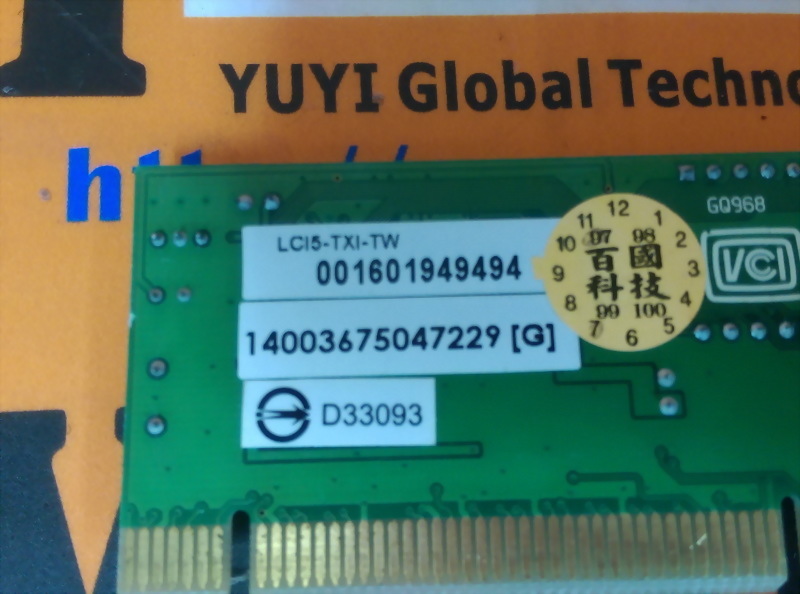 YUYI Global Techno
http://
GQ968
LCI5-TXI-TW
001601949494
VCI
14003675047229 [G]
D33093
12
11 1
10 97 98 2
9 百國 3
8 科技 4
99 100
7 5
6